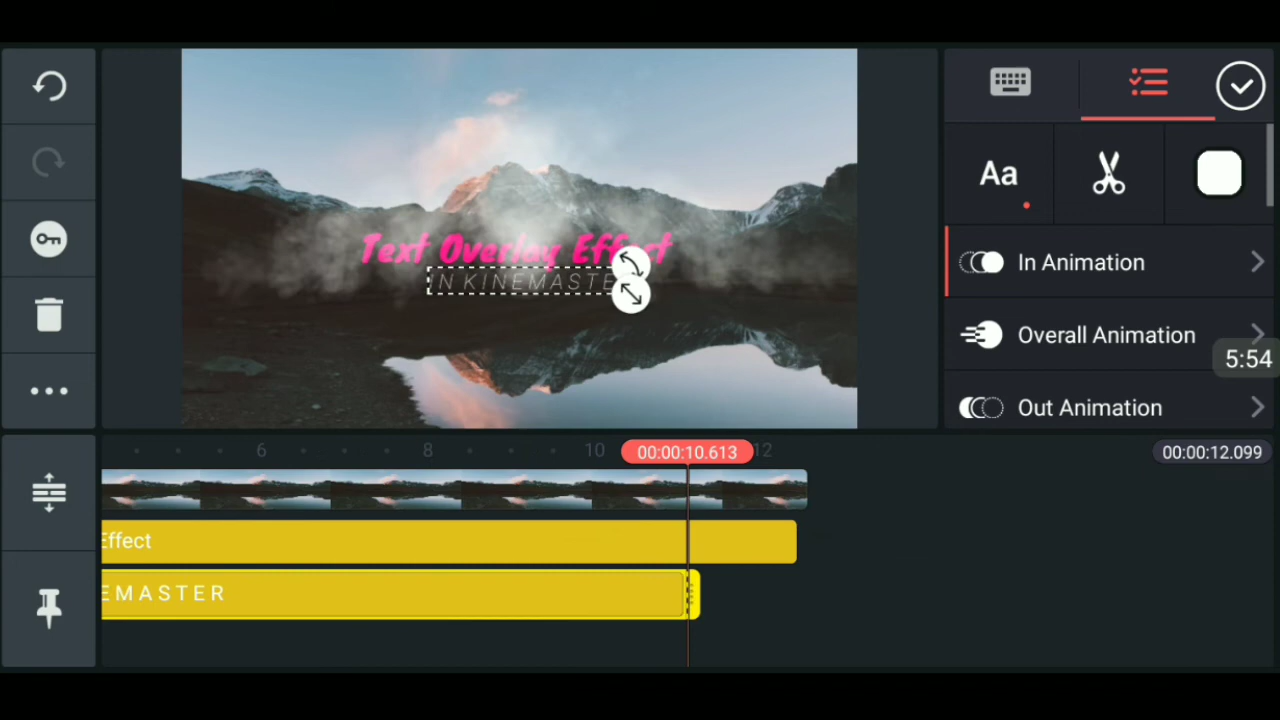 Aa
Text Overlay Effect
IN KINEMASTE
In Animation
Overall Animation
5:54
Out Animation
6
8
10
00:00:10.613
12
00:00:12.099
Effect
EMASTER